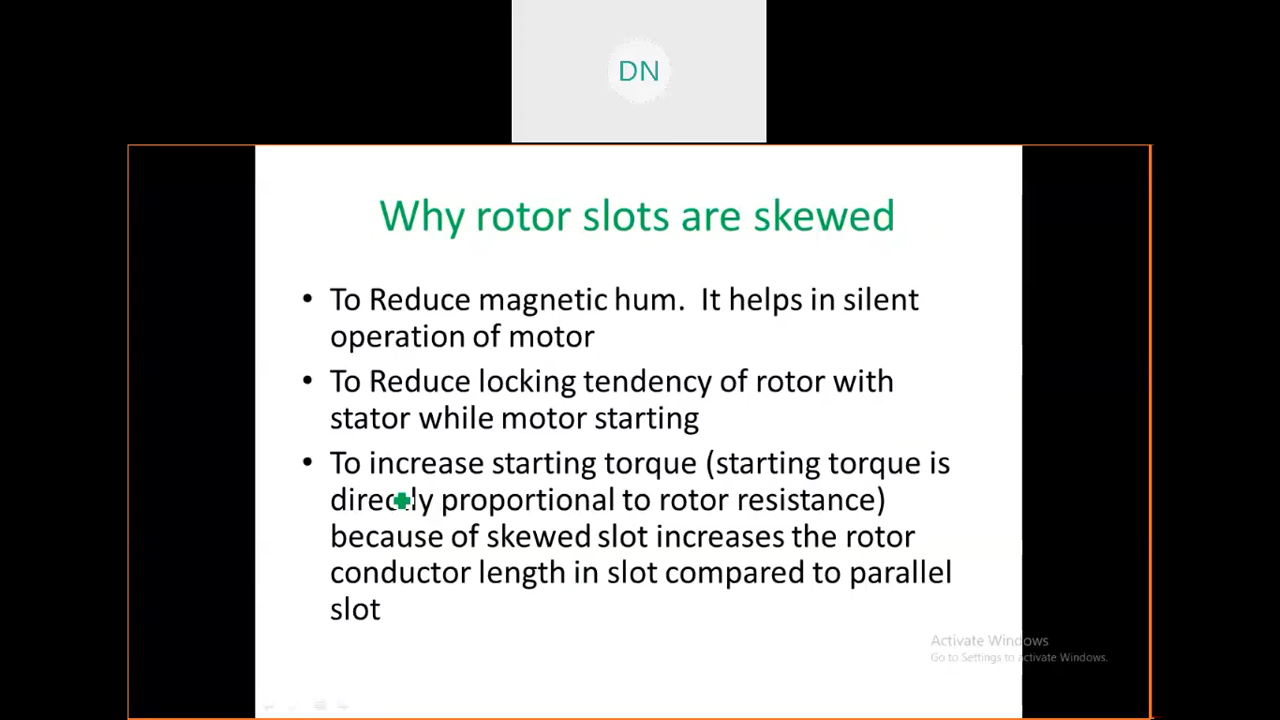 DN
Why rotor slots are skewed
• To Reduce magnetic hum.  It helps in silent
operation of motor
• To Reduce locking tendency of rotor with
stator while motor starting
• To increase starting torque (starting torque is
directly proportional to rotor resistance)
because of skewed slot increases the rotor
conductor length in slot compared to parallel
slot
Activate Windows
Go to Settings to activate Windows.